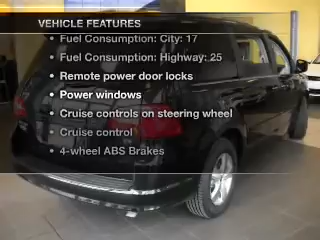 VEHICLE FEATURES
• Fuel Consumption: City: 17
• Fuel Consumption: Highway: 25
• Remote power door locks
• Power windows
• Cruise controls on steering wheel
• Cruise control
• 4-wheel ABS Brakes